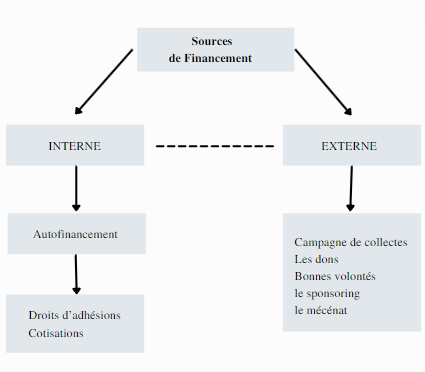 Sources
de Financement
INTERNE
EXTERNE
Autofinancement
Droits d’adhésions
Cotisations
Campagne de collectes
Les dons
Bonnes volontés
le sponsoring
le mécénat